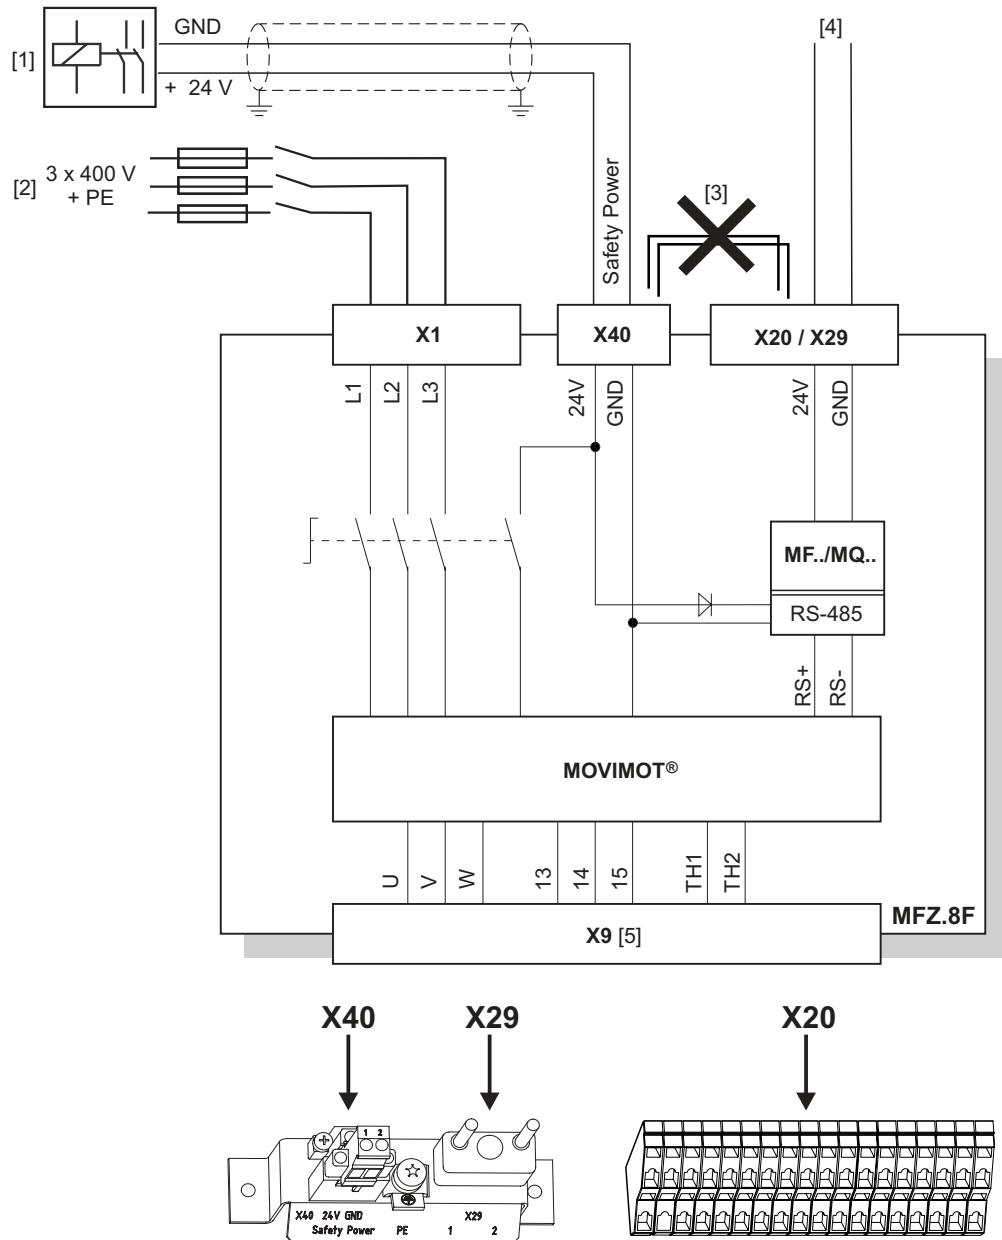 GND
[4]
[1]
+ 24 V
[2]
3 x 400 V
+ PE
Safety Power
[3]
X1
X40
X20 / X29
L1
L2
L3
24V
GND
24V
GND
MF../MQ..
RS-485
RS+
RS-
MOVIMOT®
U
V
W
13
14
15
TH1
TH2
MFZ.8F
X9 [5]
X40
X29
X20
1 2
X40 24V GND
X29
Safety Power
PE
1
2